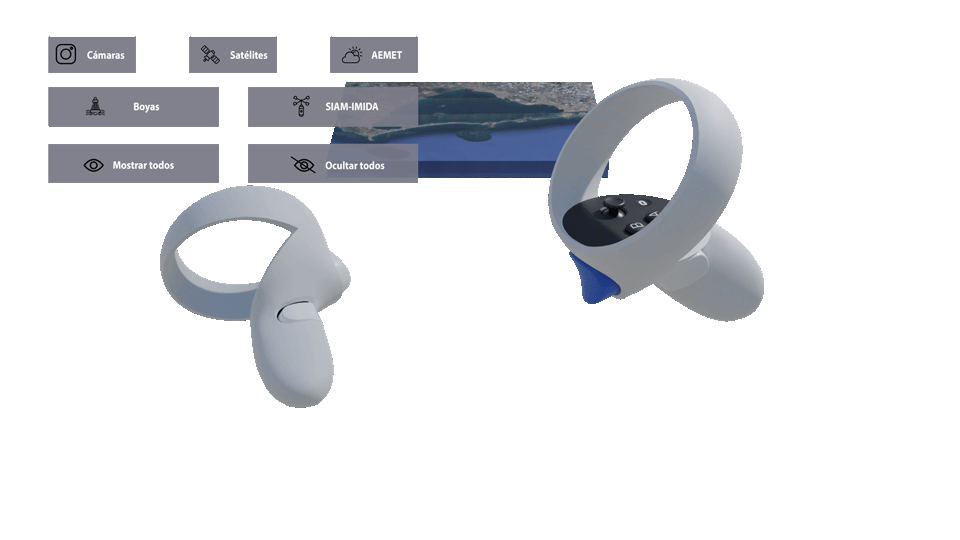 Cámaras
Satélites
AEMET
Boyas
SIAM-IMIDA
Mostrar todos
Ocultar todos